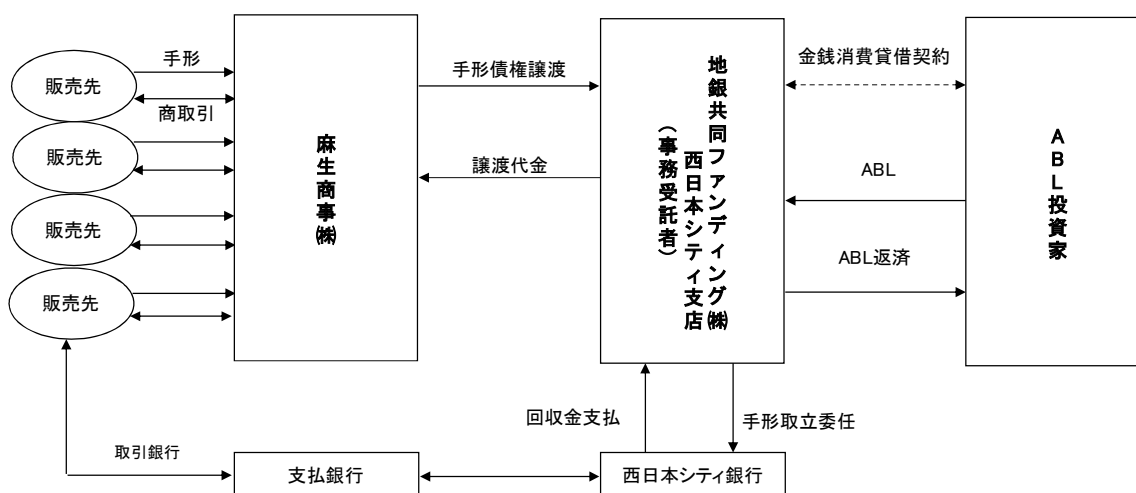 販売先
販売先
販売先
販売先
手形
商取引
麻生商事㈱
手形債権譲渡
譲渡代金
地銀共同ファンディング㈱
西日本シティ支店
（事務受託者）
金銭消費貸借契約
ABL
ABL返済
ＡＢＬ投資家
回収金支払
手形取立委任
取引銀行
支払銀行
西日本シティ銀行